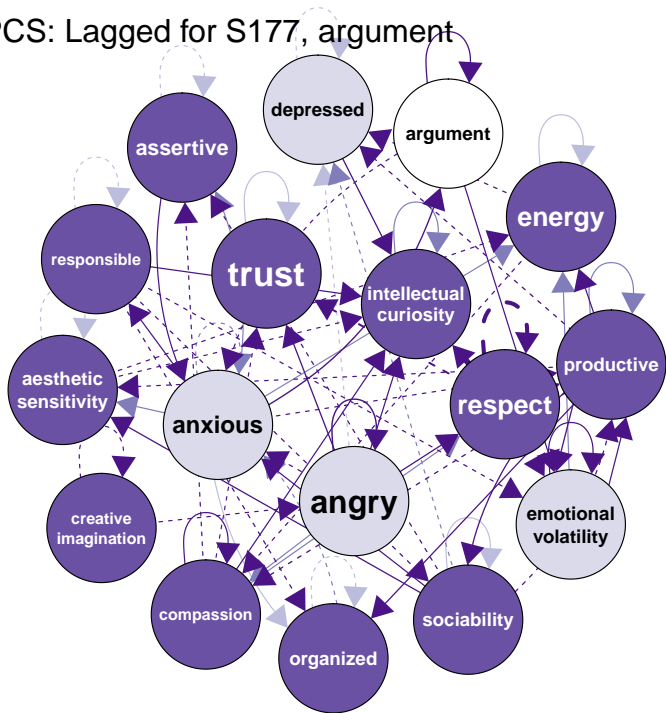 PCS: Lagged for S177, argument
depressed
argument
assertive
energy
responsible
trust
intellectual
curiosity
productive
aesthetic
sensitivity
respect
anxious
angry
creative
imagination
emotional
volatility
compassion
sociability
organized